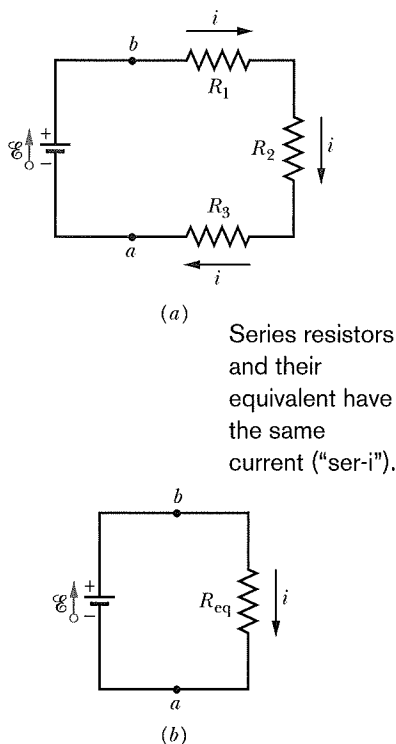 i
b
R1
+
ℰ
R2
i
−
R3
a
i
(a)
Series resistors
and their
equivalent have
the same
current (“ser-i”).
b
+
ℰ
Req
i
−
a
(b)